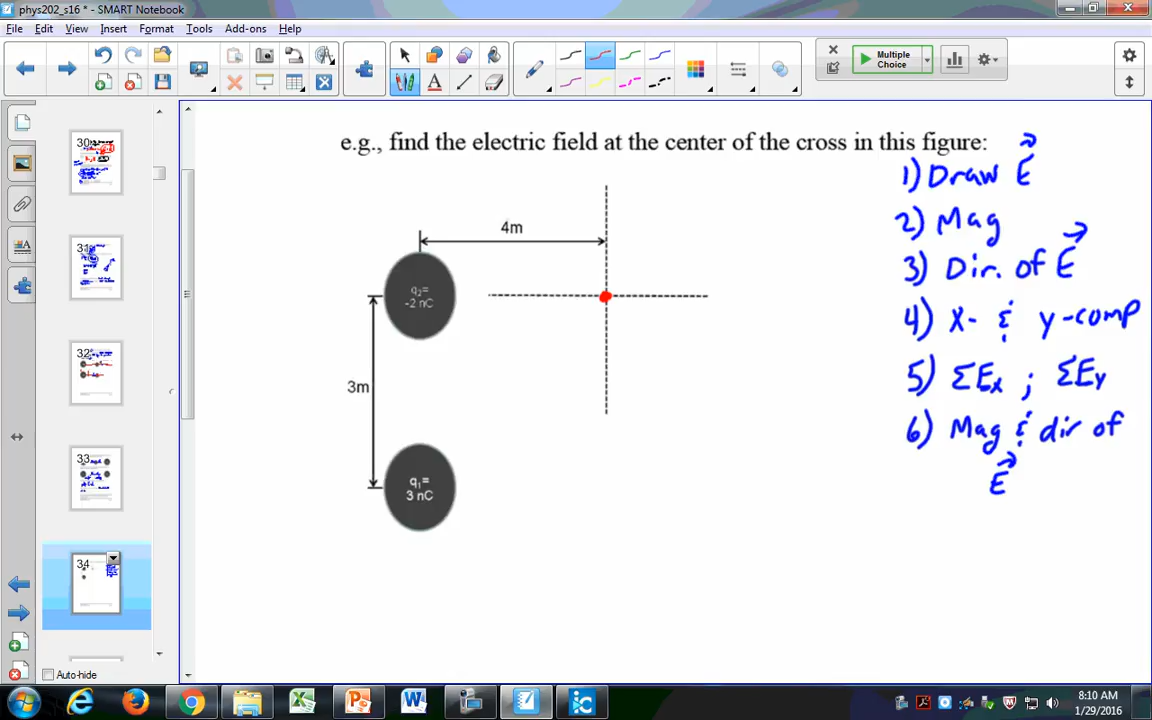 phys202_s16 * - SMART Notebook
File Edit View Insert Format Tools Add-ons Help
Multiple
Choice
30
31
32
33
34
Auto-hide
e.g., find the electric field at the center of the cross in this figure:
4m
q₂=
-2 nC
3m
q₁=
3 nC
1) Draw E⃗
2) Mag
3) Dir. of E⃗
4) x- & y-comp
5) ΣEx ; ΣEy
6) Mag & dir of
E⃗
8:10 AM
1/29/2016